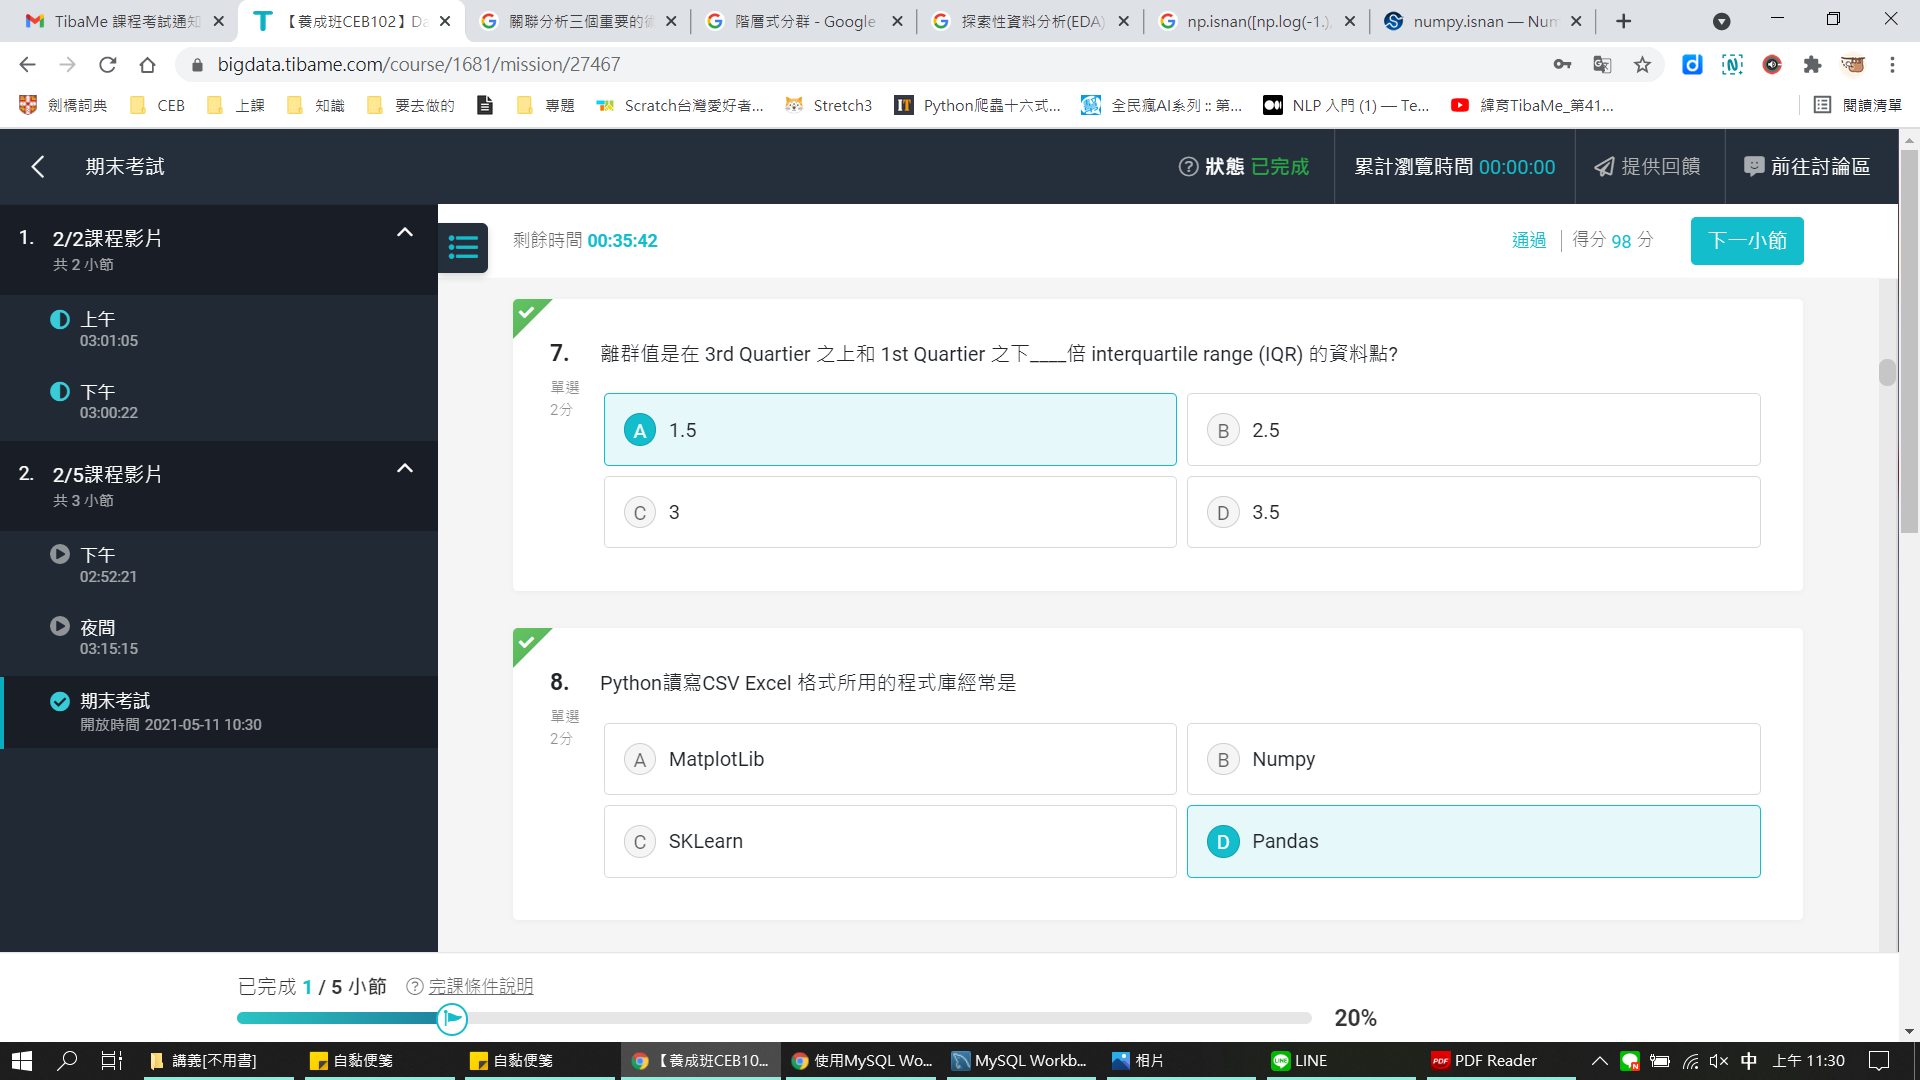 TibaMe 課程考試通知
【養成班CEB102】Da
關聯分析三個重要的衡
階層式分群 - Google
探索性資料分析(EDA)
np.isnan([np.log(-1.),
numpy.isnan — Num
bigdata.tibame.com/course/1681/mission/27467
劍橋詞典
CEB
上課
知識
要去做的
專題
Scratch台灣愛好者...
Stretch3
Python爬蟲十六式...
全民瘋AI系列 :: 第...
NLP 入門 (1) — Te...
緯育TibaMe_第41...
閱讀清單
期末考試
狀態 已完成
累計瀏覽時間 00:00:00
提供回饋
前往討論區
1. 2/2課程影片
共 2 小節
上午
03:01:05
下午
03:00:22
2. 2/5課程影片
共 3 小節
下午
02:52:21
夜間
03:15:15
期末考試
開放時間 2021-05-11 10:30
剩餘時間 00:35:42
通過
得分 98 分
下一小節
7. 離群值是在 3rd Quartier 之上和 1st Quartier 之下____倍 interquartile range (IQR) 的資料點?
單選
2分
A 1.5
B 2.5
C 3
D 3.5
8. Python讀寫CSV Excel 格式所用的程式庫經常是
單選
2分
A MatplotLib
B Numpy
C SKLearn
D Pandas
已完成 1 / 5 小節
完課條件說明
20%
講義[不用書]
自黏便箋
自黏便箋
【養成班CEB10...
使用MySQL Wo...
MySQL Workb...
相片
LINE
PDF Reader
中
上午 11:30